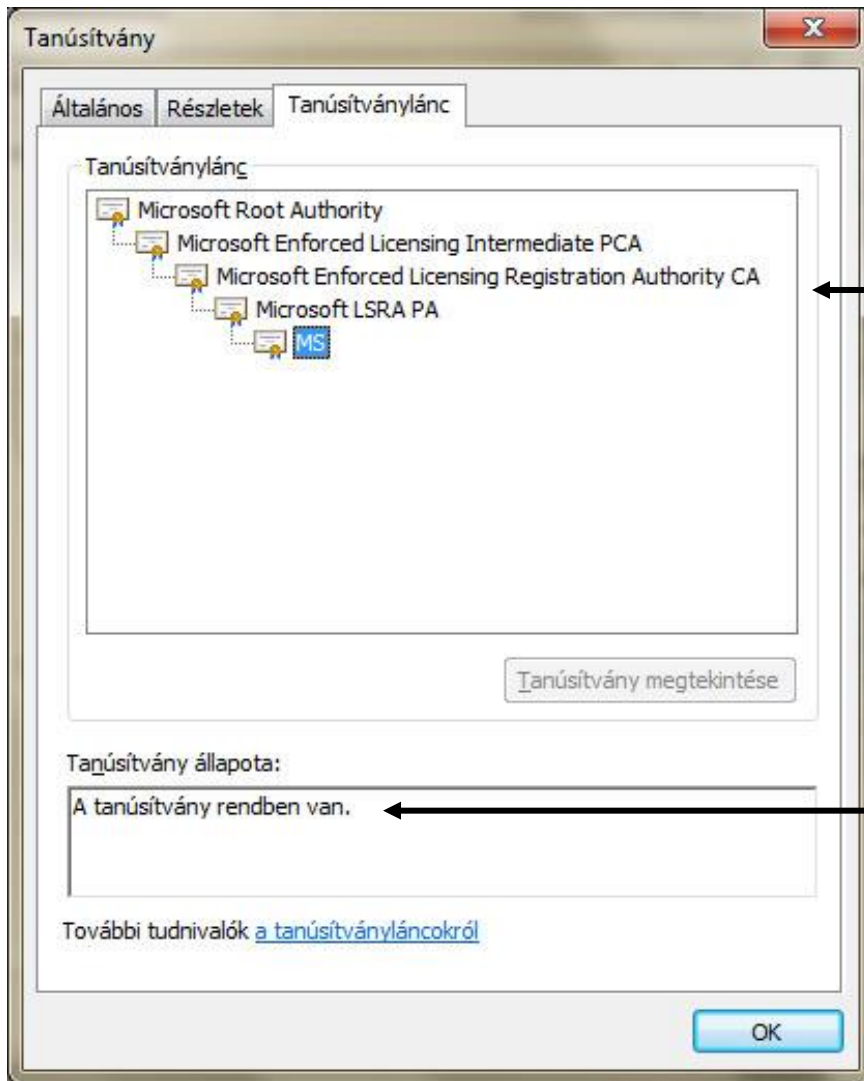 Tanúsítvány
Általános Részletek Tanúsítványlánc
Tanúsítványlánc
Microsoft Root Authority
Microsoft Enforced Licensing Intermediate PCA
Microsoft Enforced Licensing Registration Authority CA
Microsoft LSRA PA
MS
Tanúsítvány megtekintése
Tanúsítvány állapota:
A tanúsítvány rendben van.
További tudnivalók a tanúsítványláncokról
OK